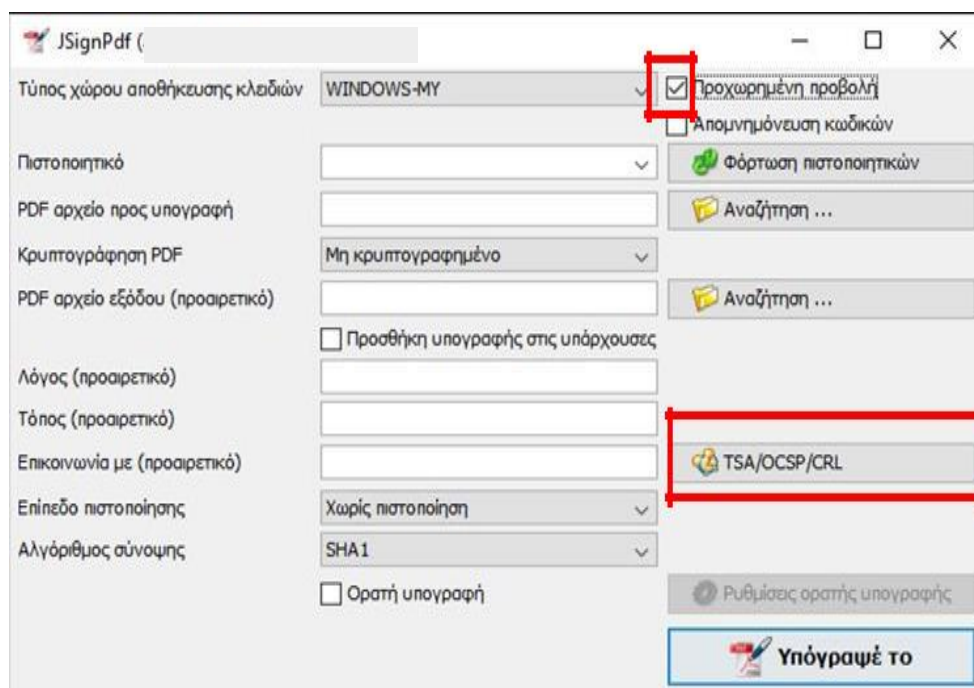 JSignPdf (
Τύπος χώρου αποθήκευσης κλειδιών WINDOWS-MY Προχωρημένη προβολή
Απομνημόνευση κωδικών
Πιστοποιητικό Φόρτωση πιστοποιητικών
PDF αρχείο προς υπογραφή Αναζήτηση ...
Κρυπτογράφηση PDF Μη κρυπτογραφημένο
PDF αρχείο εξόδου (προαιρετικό) Αναζήτηση ...
Προσθήκη υπογραφής στις υπάρχουσες
Λόγος (προαιρετικό)
Τόπος (προαιρετικό)
Επικοινωνία με (προαιρετικό) TSA/OCSP/CRL
Επίπεδο πιστοποίησης Χωρίς πιστοποίηση
Αλγόριθμος σύνοψης SHA1
Ορατή υπογραφή Ρυθμίσεις ορατής υπογραφής
Υπόγραψέ το